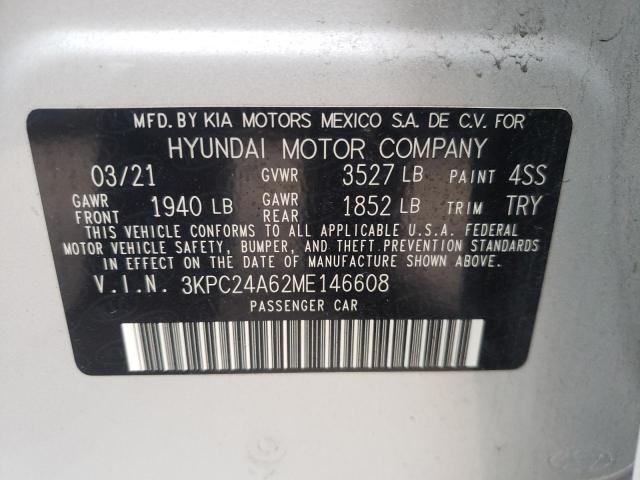 MFD. BY KIA MOTORS MEXICO S.A. DE C.V. FOR
HYUNDAI MOTOR COMPANY
03/21 GVWR 3527 LB PAINT 4SS
GAWR FRONT 1940 LB GAWR REAR 1852 LB TRIM TRY
THIS VEHICLE CONFORMS TO ALL APPLICABLE U.S.A. FEDERAL
MOTOR VEHICLE SAFETY, BUMPER, AND THEFT PREVENTION STANDARDS
IN EFFECT ON THE DATE OF MANUFACTURE SHOWN ABOVE.
V.I.N. 3KPC24A62ME146608
PASSENGER CAR